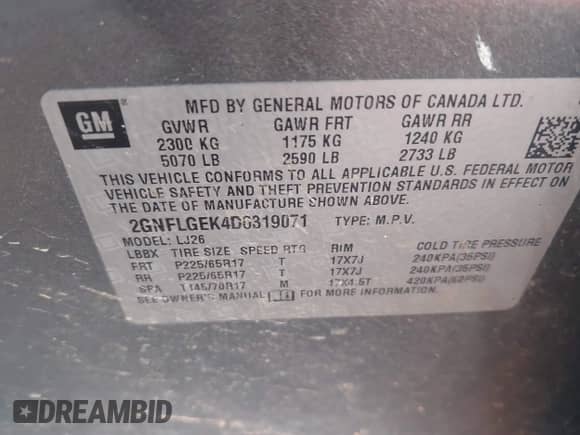 GM
MFD BY GENERAL MOTORS OF CANADA LTD.
GVWR GAWR FRT GAWR RR
2300 KG 1175 KG 1240 KG
5070 LB 2590 LB 2733 LB
THIS VEHICLE CONFORMS TO ALL APPLICABLE U.S. FEDERAL MOTOR
VEHICLE SAFETY AND THEFT PREVENTION STANDARDS IN EFFECT ON
THE DATE OF MANUFACTURE SHOWN ABOVE.
2GNFLGEK4D6319071 TYPE: M.P.V.
MODEL: LJ26
LBBX TIRE SIZE SPEED RTG RIM COLD TIRE PRESSURE
FRT P225/65R17 T 17X7J 240KPA(35PSI)
RR P225/65R17 T 17X7J 240KPA(35PSI)
SPA T145/70R17 M 17X4.5T 420KPA(60PSI)
SEE OWNER'S MANUAL FOR MORE INFORMATION.
DREAMBID